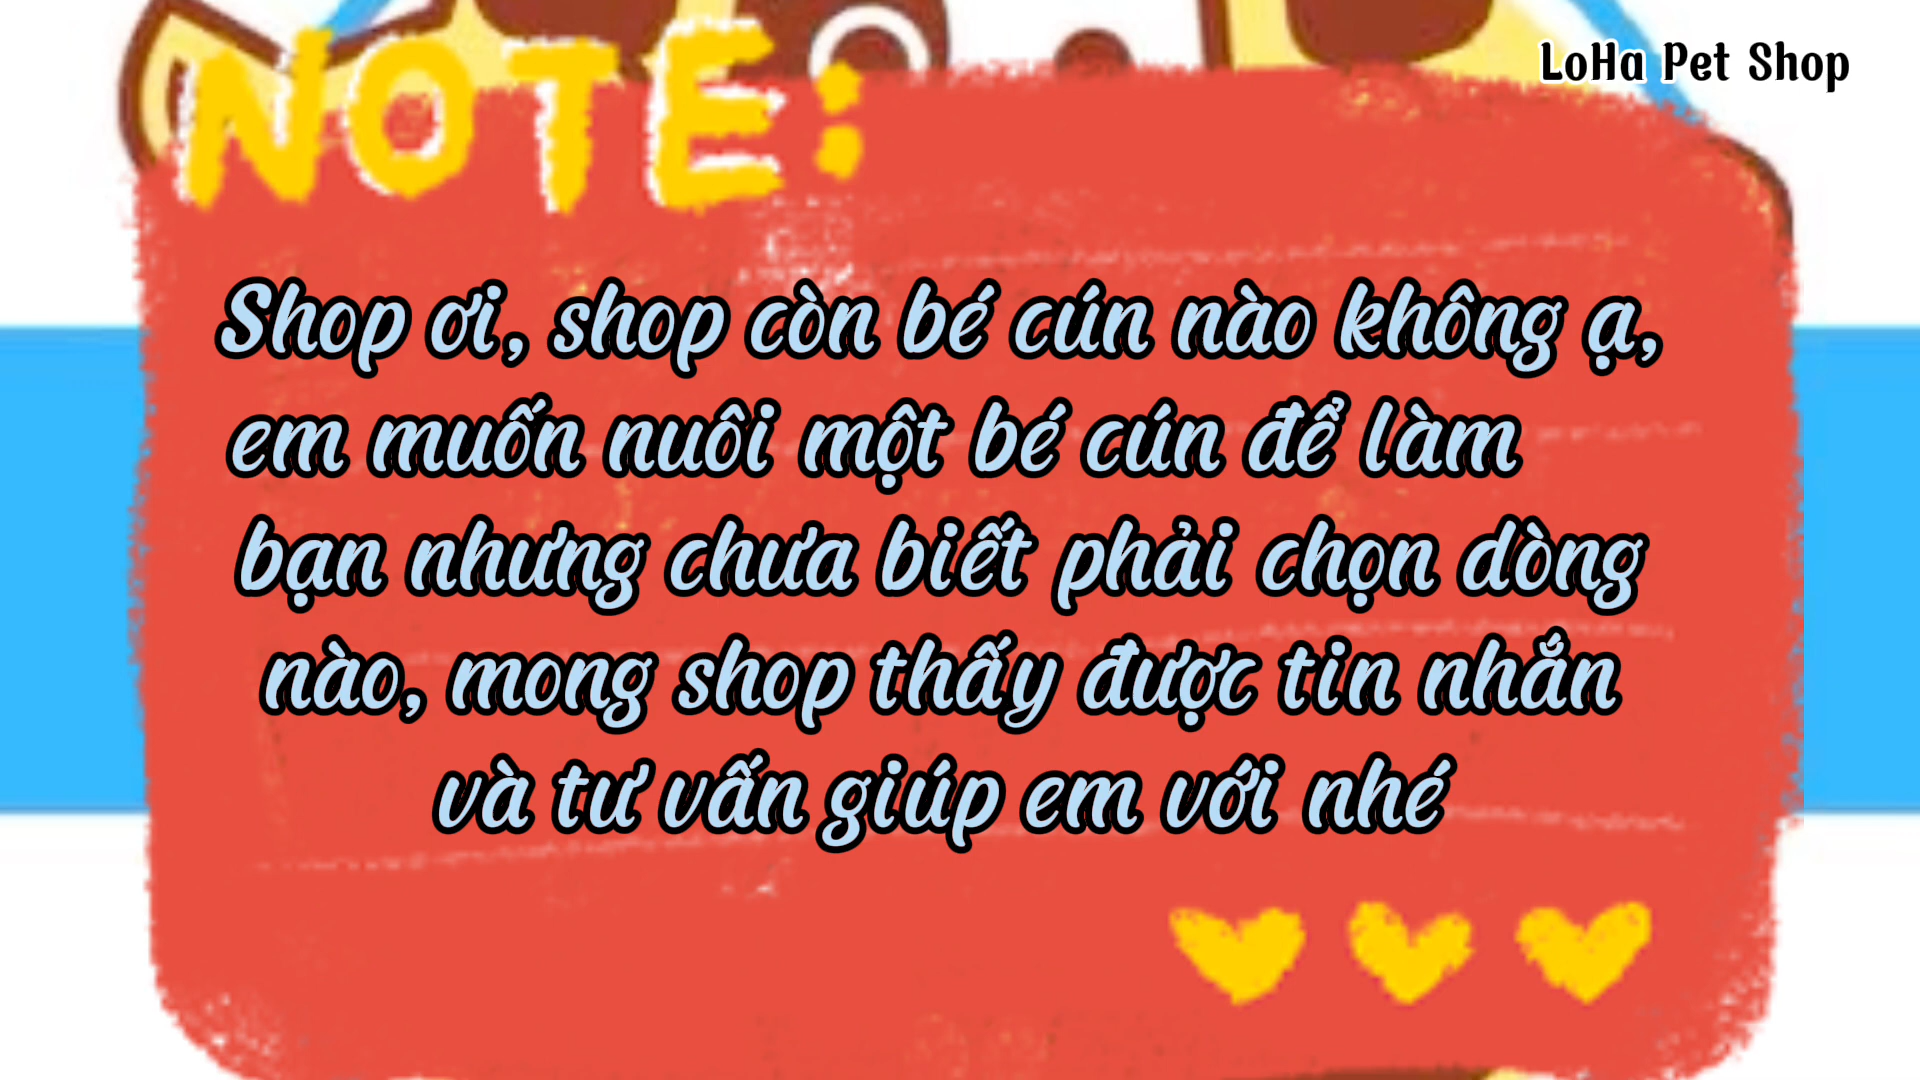 LoHa Pet Shop
NOTE:
Shop ơi, shop còn bé cún nào không ạ,
em muốn nuôi một bé cún để làm
bạn nhưng chưa biết phải chọn dòng
nào, mong shop thấy được tin nhắn
và tư vấn giúp em với nhé